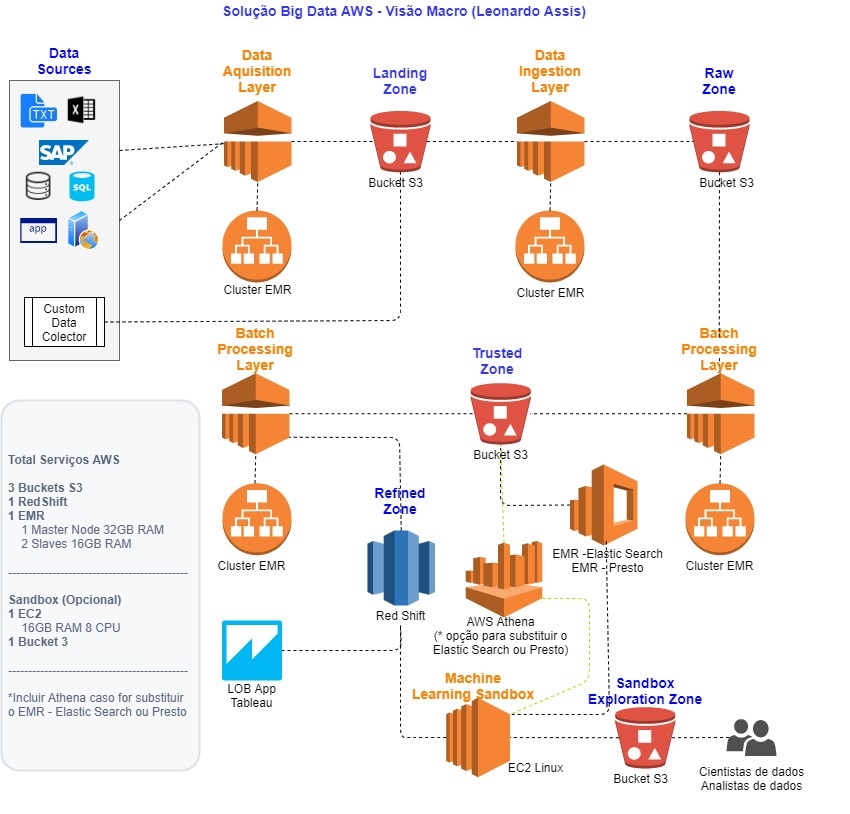 Solução Big Data AWS - Visão Macro (Leonardo Assis)
Data
Sources
TXT
X
SAP
SQL
app
Custom
Data
Colector
Data
Aquisition
Layer
Cluster EMR
Landing
Zone
Bucket S3
Data
Ingestion
Layer
Cluster EMR
Raw
Zone
Bucket S3
Batch
Processing
Layer
Cluster EMR
Trusted
Zone
Bucket S3
Batch
Processing
Layer
Cluster EMR
Refined
Zone
Red Shift
EMR -Elastic Search
EMR - Presto
AWS Athena
(* opção para substituir o
Elastic Search ou Presto)
LOB App
Tableau
Machine
Learning Sandbox
EC2 Linux
Sandbox
Exploration Zone
Bucket S3
Cientistas de dados
Analistas de dados
Total Serviços AWS
3 Buckets S3
1 RedShift
1 EMR
1 Master Node 32GB RAM
2 Slaves 16GB RAM
Sandbox (Opcional)
1 EC2
16GB RAM 8 CPU
1 Bucket 3
*Incluir Athena caso for substituir
o EMR - Elastic Search ou Presto